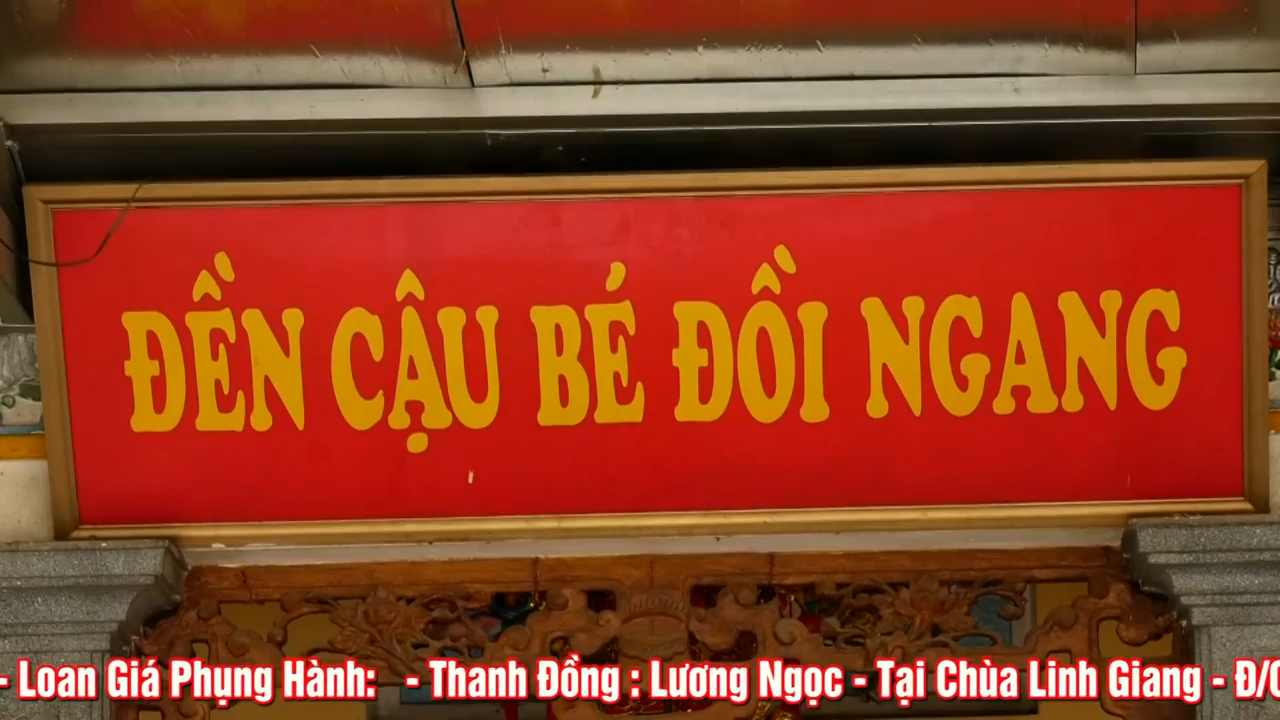 ĐỀN CẬU BÉ ĐỒI NGANG
- Loan Giá Phụng Hành: - Thanh Đồng : Lương Ngọc - Tại Chùa Linh Giang - Đ/